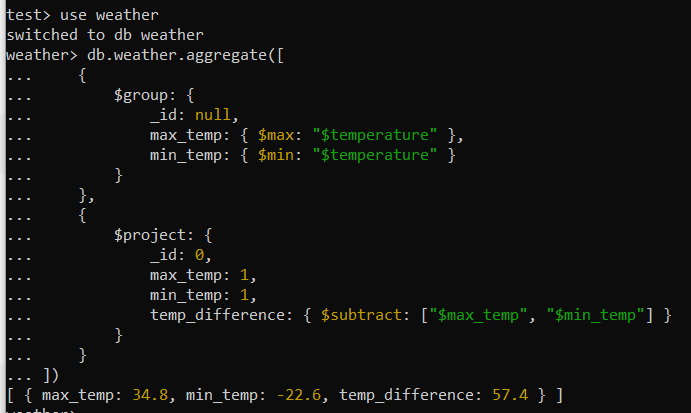 test> use weather
switched to db weather
weather> db.weather.aggregate([
...     {
...         $group: {
...             _id: null,
...             max_temp: { $max: "$temperature" },
...             min_temp: { $min: "$temperature" }
...         }
...     },
...     {
...         $project: {
...             _id: 0,
...             max_temp: 1,
...             min_temp: 1,
...             temp_difference: { $subtract: ["$max_temp", "$min_temp"] }
...         }
...     }
... ])
[ { max_temp: 34.8, min_temp: -22.6, temp_difference: 57.4 } ]